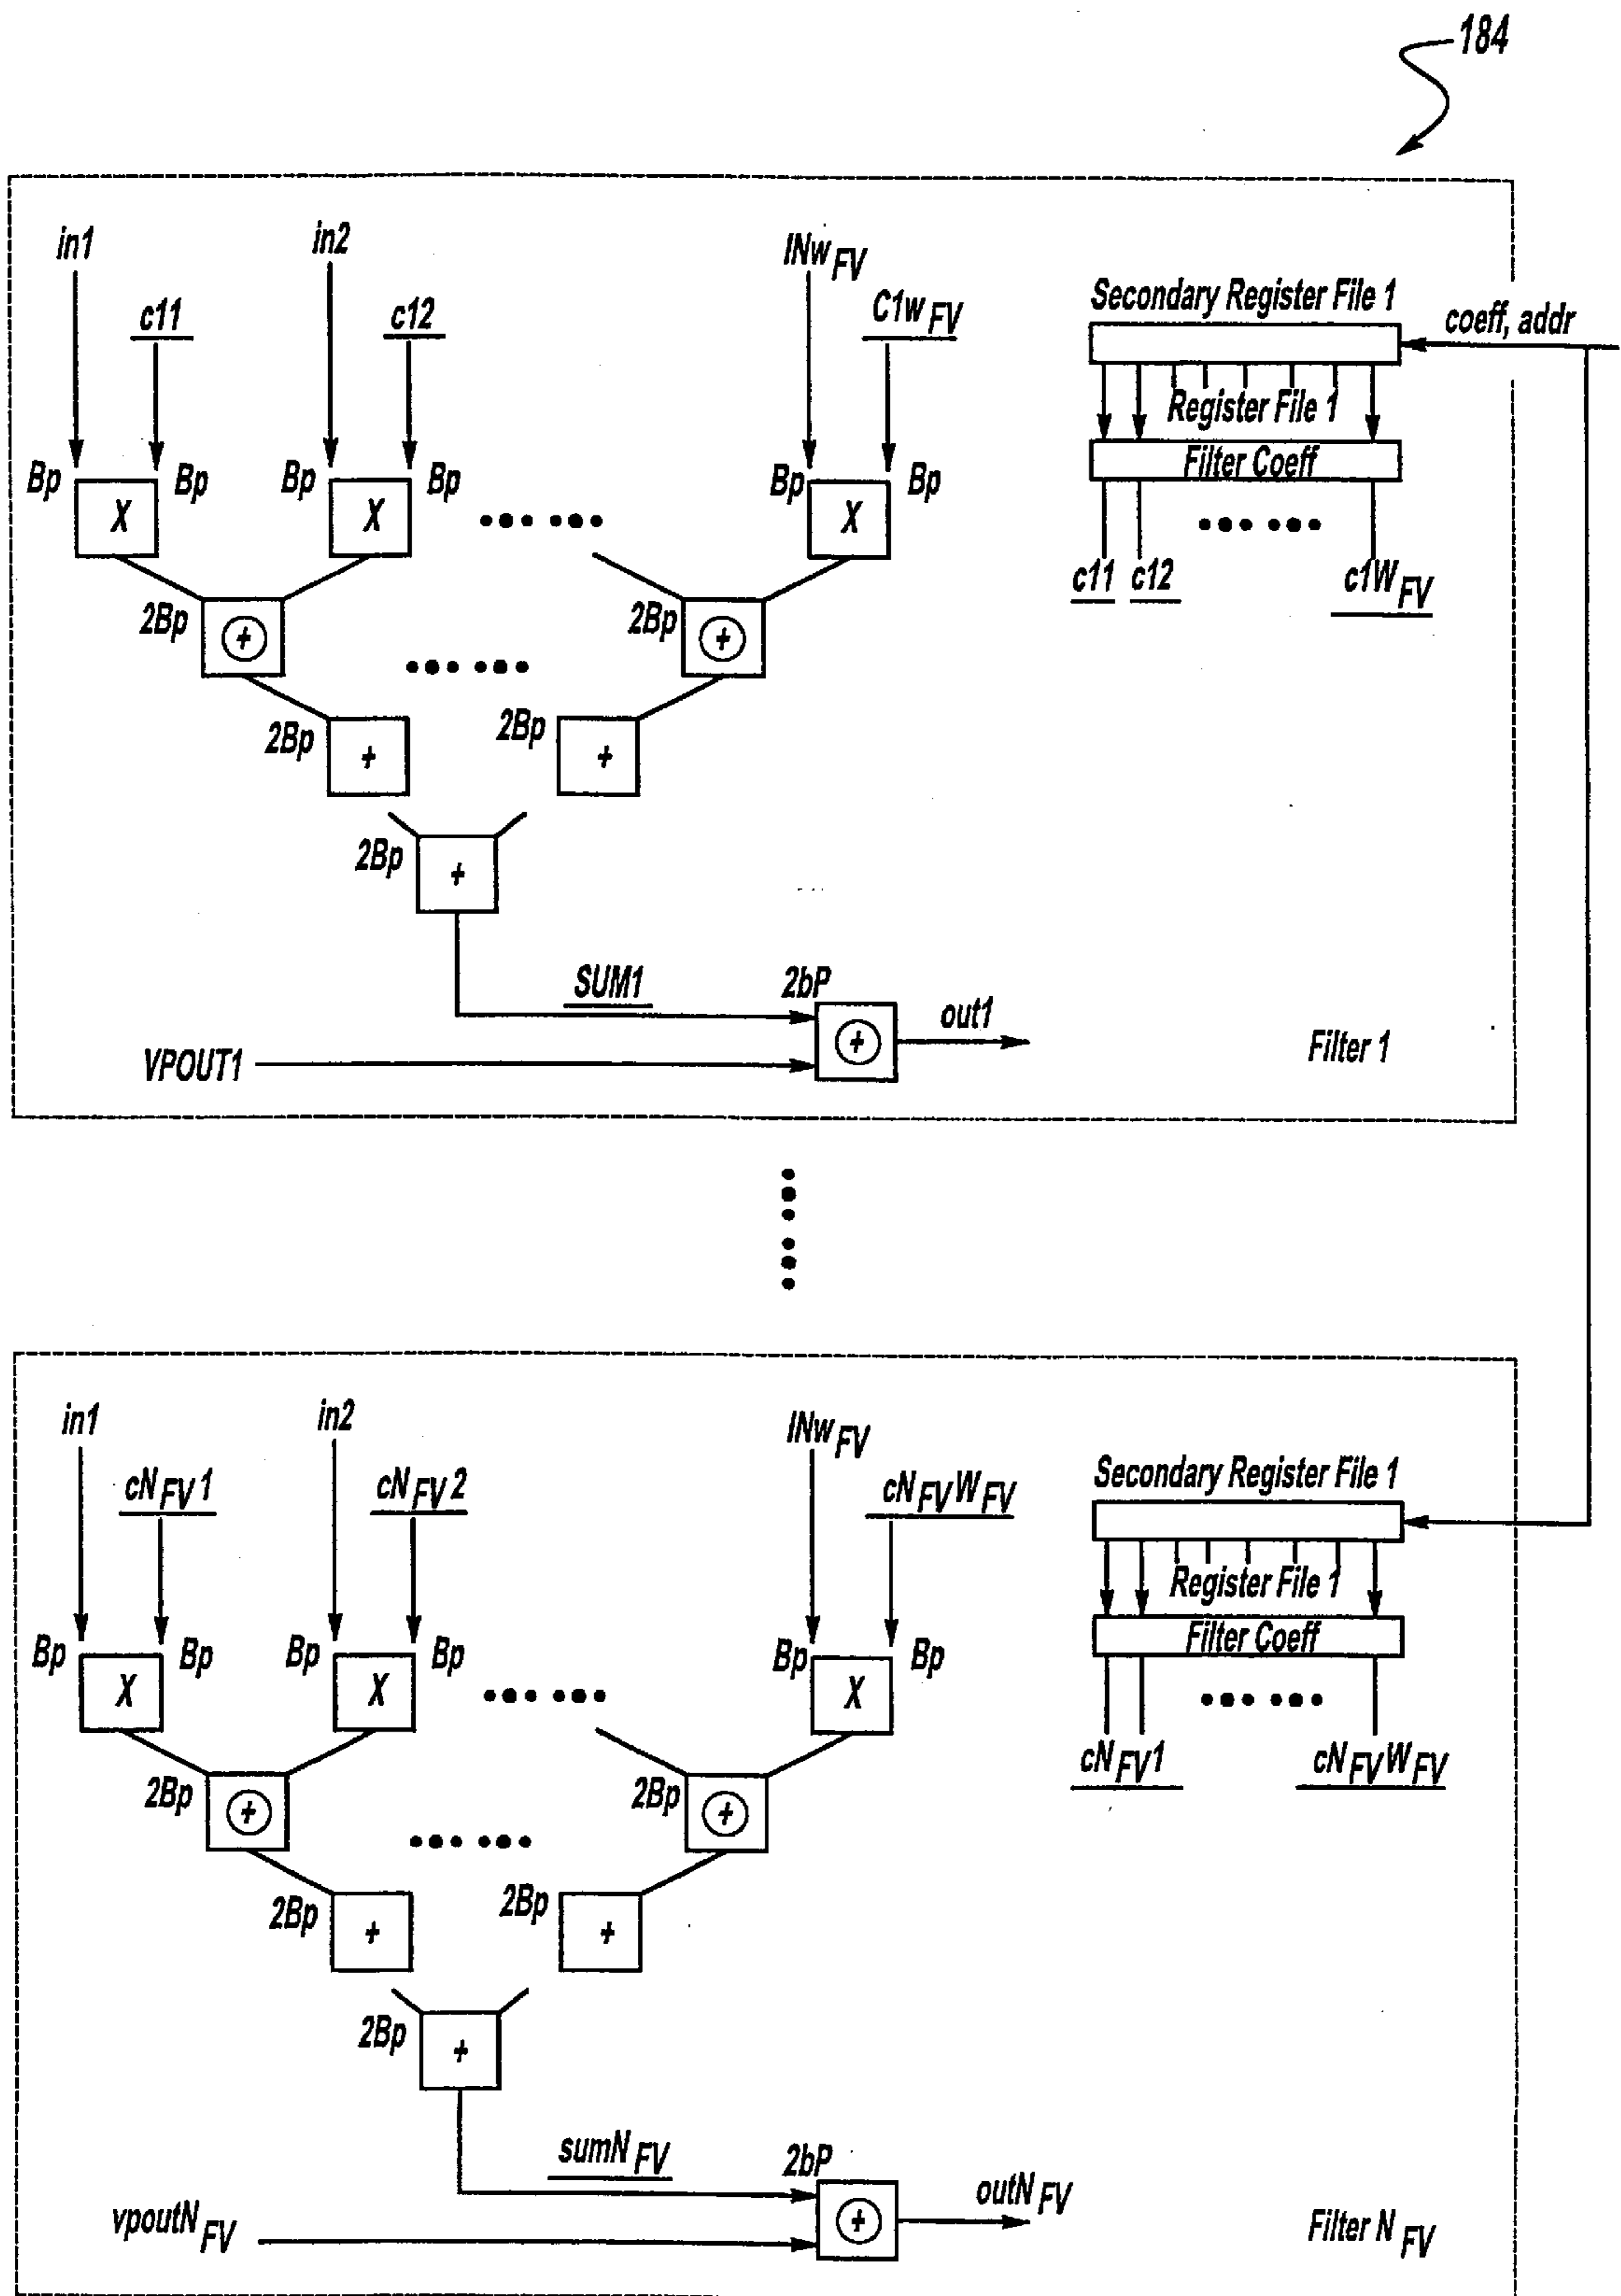 184
in1 in2 INwFV
c11 c12 C1wFV
Secondary Register File 1
coeff, addr
Register File 1
Bp Bp Bp Bp Bp Bp
Filter Coeff
X X X
c11 c12 c1WFV
2Bp 2Bp
+ +
2Bp 2Bp
+ +
2Bp
+
SUM1 2bP
out1
+
VPOUT1
Filter 1
in1 in2 INwFV
cNFV1 cNFV2 cNFVWFV
Secondary Register File 1
Register File 1
Bp Bp Bp Bp Bp Bp
Filter Coeff
X X X
cNFV1 cNFVWFV
2Bp 2Bp
+ +
2Bp 2Bp
+ +
2Bp
+
sumNFV 2bP
outNFV
+
vpoutNFV
Filter NFV